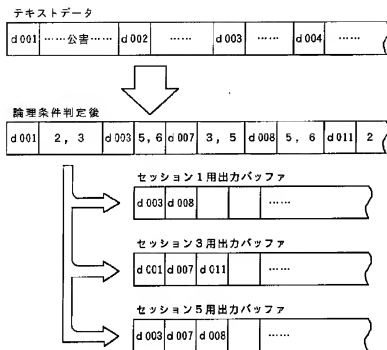 テキストデータ
d001 ……公害…… d002 …… d003 …… d004 ……
論理条件判定後
d001 2, 3 d003 5, 6 d007 3, 5 d008 5, 6 d011 2
セッション1用出力バッファ
d003 d008 ……
セッション3用出力バッファ
d001 d007 d011 ……
セッション5用出力バッファ
d003 d007 d008 ……